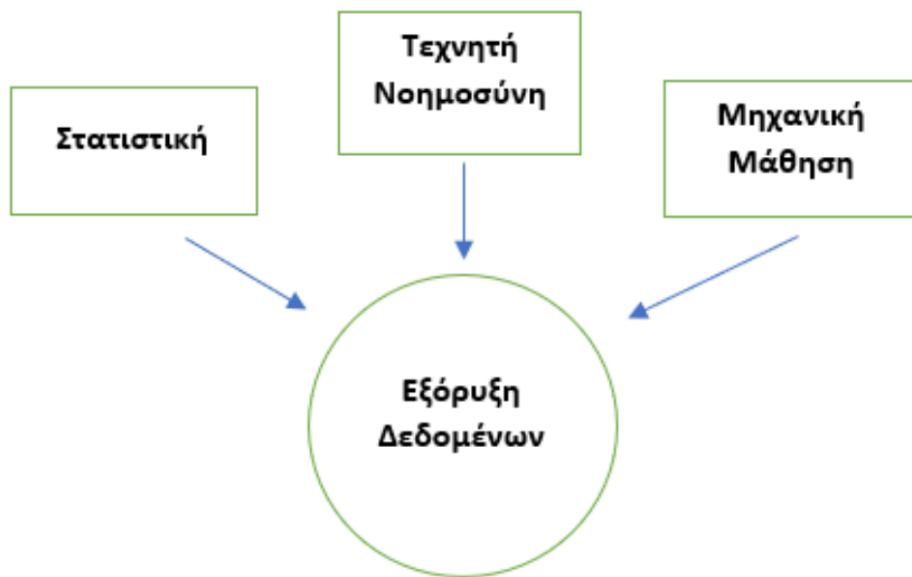 Στατιστική
Τεχνητή
Νοημοσύνη
Μηχανική
Μάθηση
Εξόρυξη
Δεδομένων